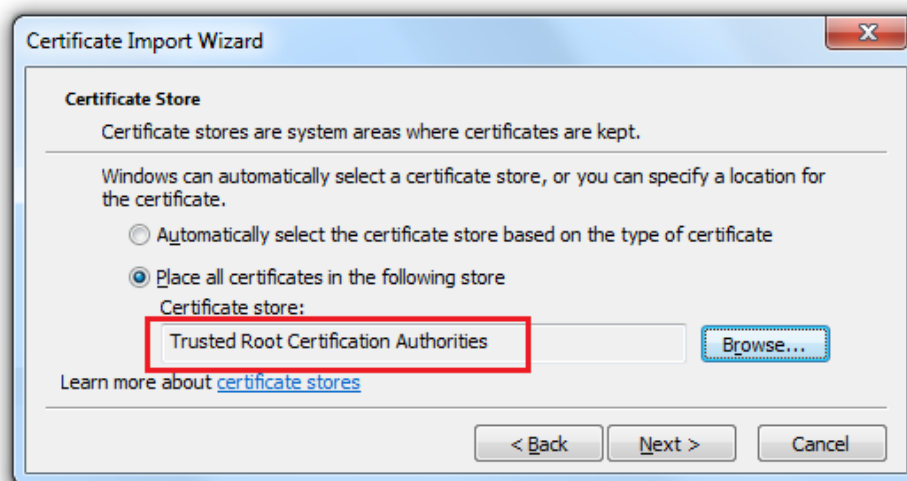 Certificate Import Wizard
Certificate Store
Certificate stores are system areas where certificates are kept.
Windows can automatically select a certificate store, or you can specify a location for
the certificate.
Automatically select the certificate store based on the type of certificate
Place all certificates in the following store
Certificate store:
Trusted Root Certification Authorities
Browse...
Learn more about certificate stores
< Back
Next >
Cancel